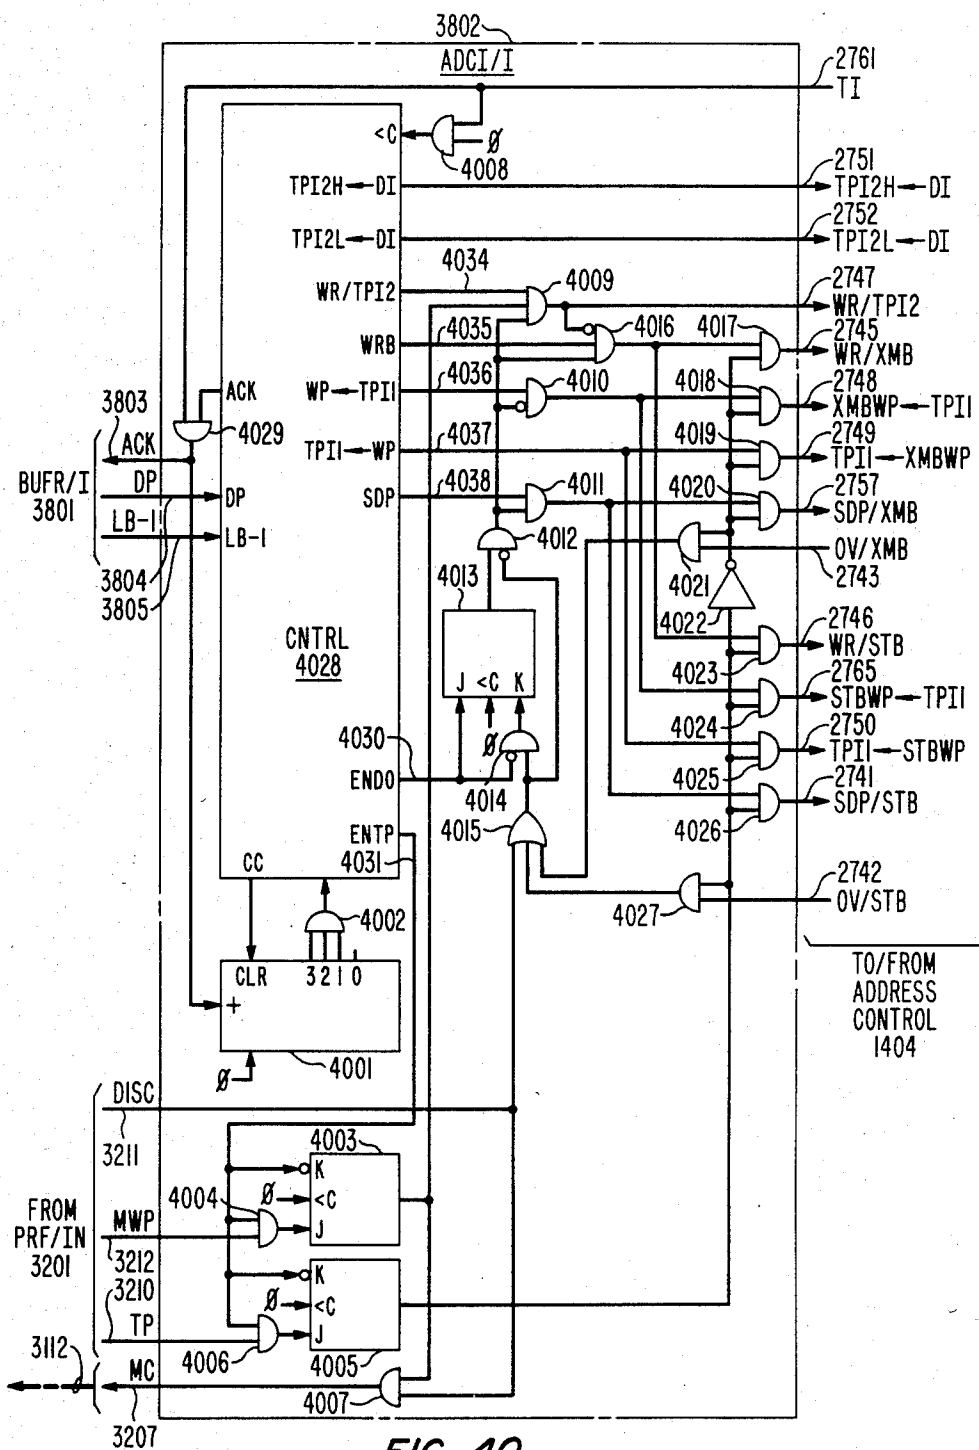 3802
ADCI/I
2761
TI
<C
Ø
4008
2751
TPI2H←DI
TPI2H←DI
2752
TPI2L←DI
TPI2L←DI
4034
4009
2747
WR/TPI2
WR/TPI2
4035
4016
4017
2745
WRB
WR/XMB
4036
4010
4018
2748
ACK
WP←TPI1
XMBWP←TPI1
3803
4029
4037
4019
2749
ACK
TPI1←WP
TPI1←XMBWP
BUFR/I
3801
DP
DP
SDP
4038
4011
4020
2757
SDP/XMB
LB-1
LB-1
4012
4021
OV/XMB
2743
3804
3805
4013
4022
CNTRL
4028
2746
WR/STB
4023
J <C K
2765
STBWP←TPI1
4030
Ø
4024
2750
TPI1←STBWP
ENDO
4014
4025
2741
SDP/STB
4015
4026
ENTP
4031
CC
4002
4027
2742
OV/STB
CLR
3 2 1 0
+
4001
Ø
TO/FROM
ADDRESS
CONTROL
1404
DISC
3211
4003
K
4004
Ø
<C
FROM
PRF/IN
3201
MWP
J
3212
3210
K
Ø
<C
TP
J
4006
4005
3112
MC
4007
3207
FIG. 40